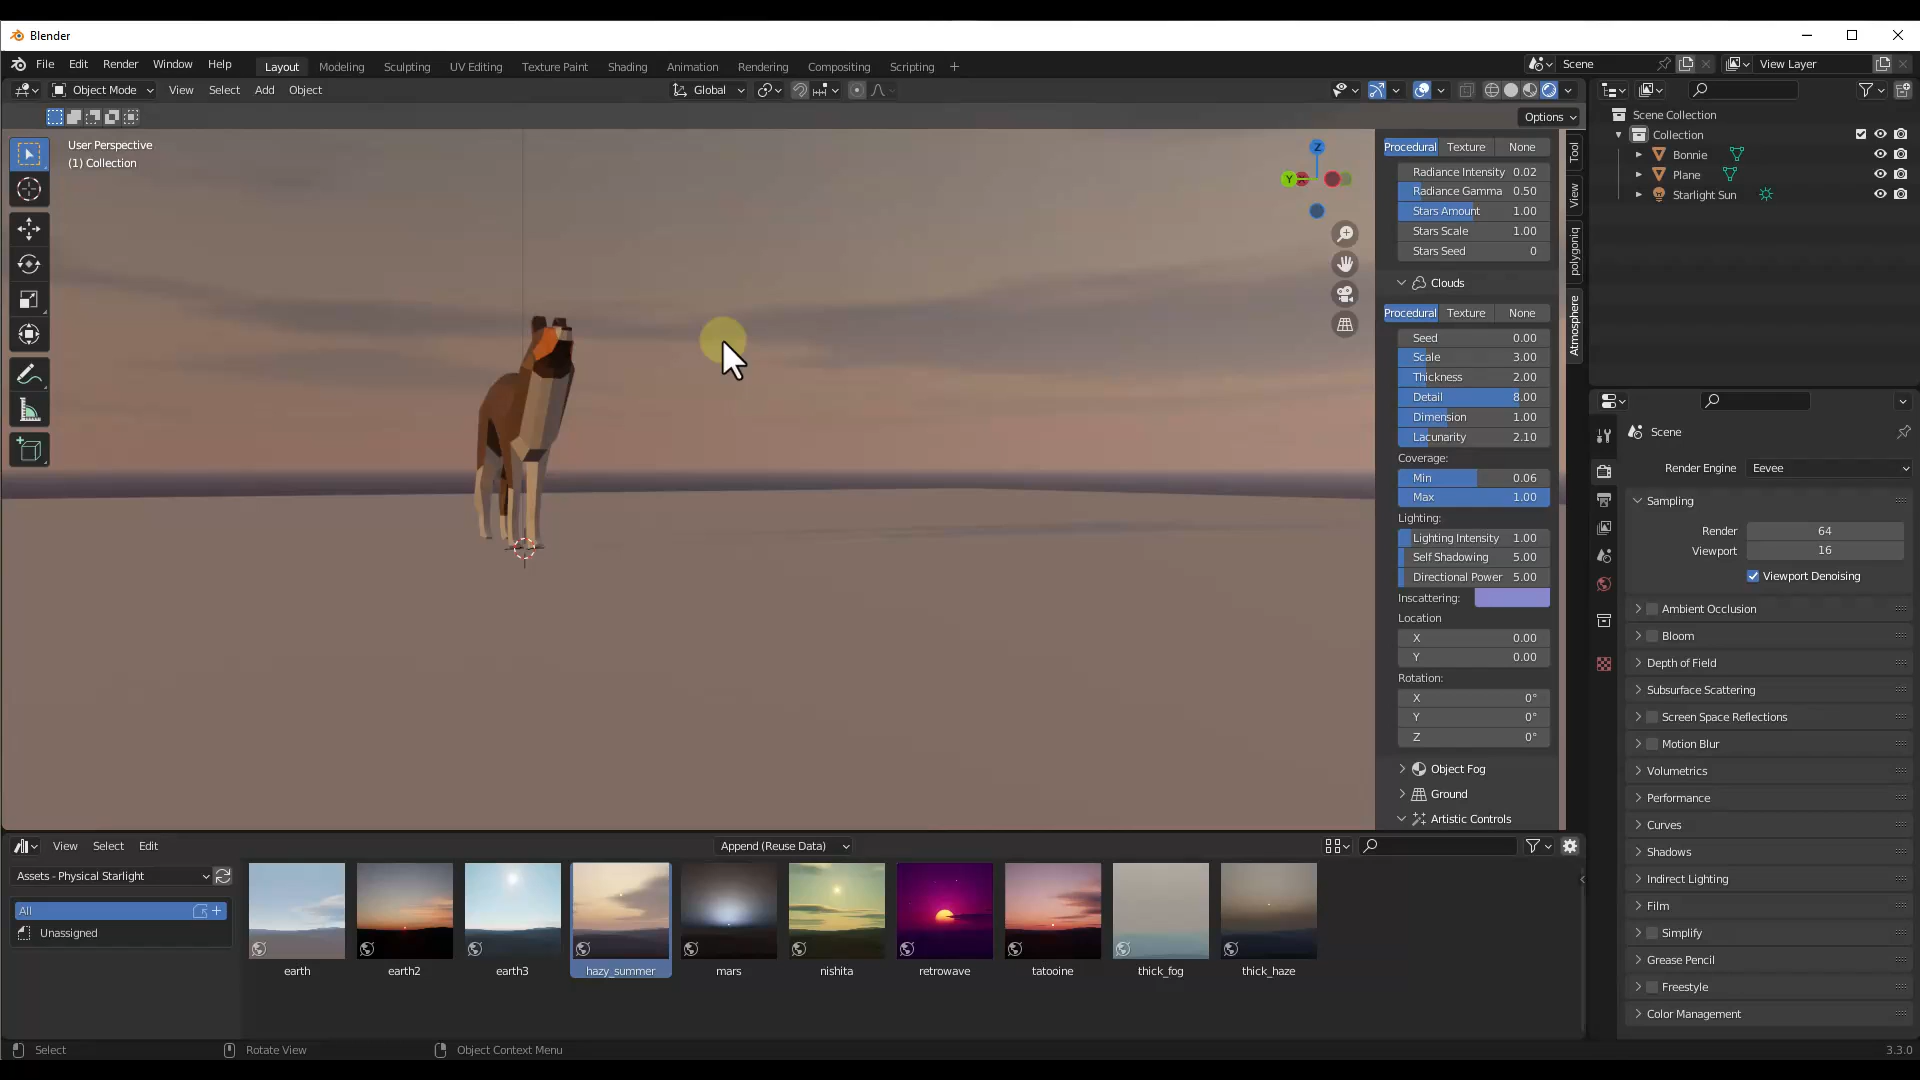 Blender
File Edit Render Window Help
Layout Modeling Sculpting UV Editing Texture Paint Shading Animation Rendering Compositing Scripting
Scene
View Layer
Object Mode View Select Add Object
Global
Options
User Perspective
(1) Collection
Z
Y
Procedural Texture None
Radiance Intensity 0.02
Radiance Gamma 0.50
Stars Amount 1.00
Stars Scale 1.00
Stars Seed 0
Clouds
Procedural Texture None
Seed 0.00
Scale 3.00
Thickness 2.00
Detail 8.00
Dimension 1.00
Lacunarity 2.10
Coverage:
Min 0.06
Max 1.00
Lighting:
Lighting Intensity 1.00
Self Shadowing 5.00
Directional Power 5.00
Inscattering:
Location
X 0.00
Y 0.00
Rotation:
X 0°
Y 0°
Z 0°
Object Fog
Ground
Artistic Controls
Tool
View
polygoniq
Atmosphere
Scene Collection
Collection
Bonnie
Plane
Starlight Sun
Scene
Render Engine Eevee
Sampling
Render 64
Viewport 16
Viewport Denoising
Ambient Occlusion
Bloom
Depth of Field
Subsurface Scattering
Screen Space Reflections
Motion Blur
Volumetrics
Performance
Curves
Shadows
Indirect Lighting
Film
Simplify
Grease Pencil
Freestyle
Color Management
View Select Edit
Append (Reuse Data)
Assets - Physical Starlight
All
Unassigned
earth earth2 earth3 hazy_summer mars nishita retrowave tatooine thick_fog thick_haze
Select Rotate View Object Context Menu
3.3.0